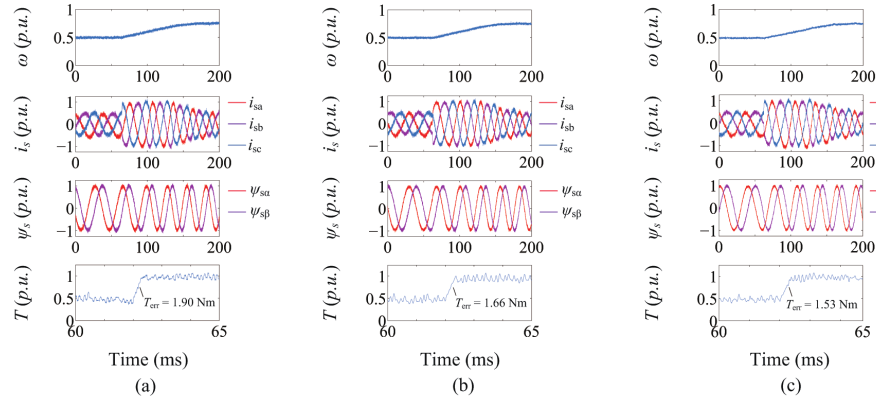 ω (p.u.)
1
0.5
0
0
100
200
i_s (p.u.)
1
0
−1
0
100
200
i_sa
i_sb
i_sc
ψ_s (p.u.)
1
0
−1
0
100
200
ψ_sα
ψ_sβ
T (p.u.)
1
0.5
0
T_err = 1.90 Nm
60
65
Time (ms)
(a)
ω (p.u.)
1
0.5
0
0
100
200
i_s (p.u.)
1
0
−1
0
100
200
i_sa
i_sb
i_sc
ψ_s (p.u.)
1
0
−1
0
100
200
ψ_sα
ψ_sβ
T (p.u.)
1
0.5
0
T_err = 1.66 Nm
60
65
Time (ms)
(b)
ω (p.u.)
1
0.5
0
0
100
200
i_s (p.u.)
1
0
−1
0
100
200
ψ_s (p.u.)
1
0
−1
0
100
200
T (p.u.)
1
0.5
0
T_err = 1.53 Nm
60
65
Time (ms)
(c)